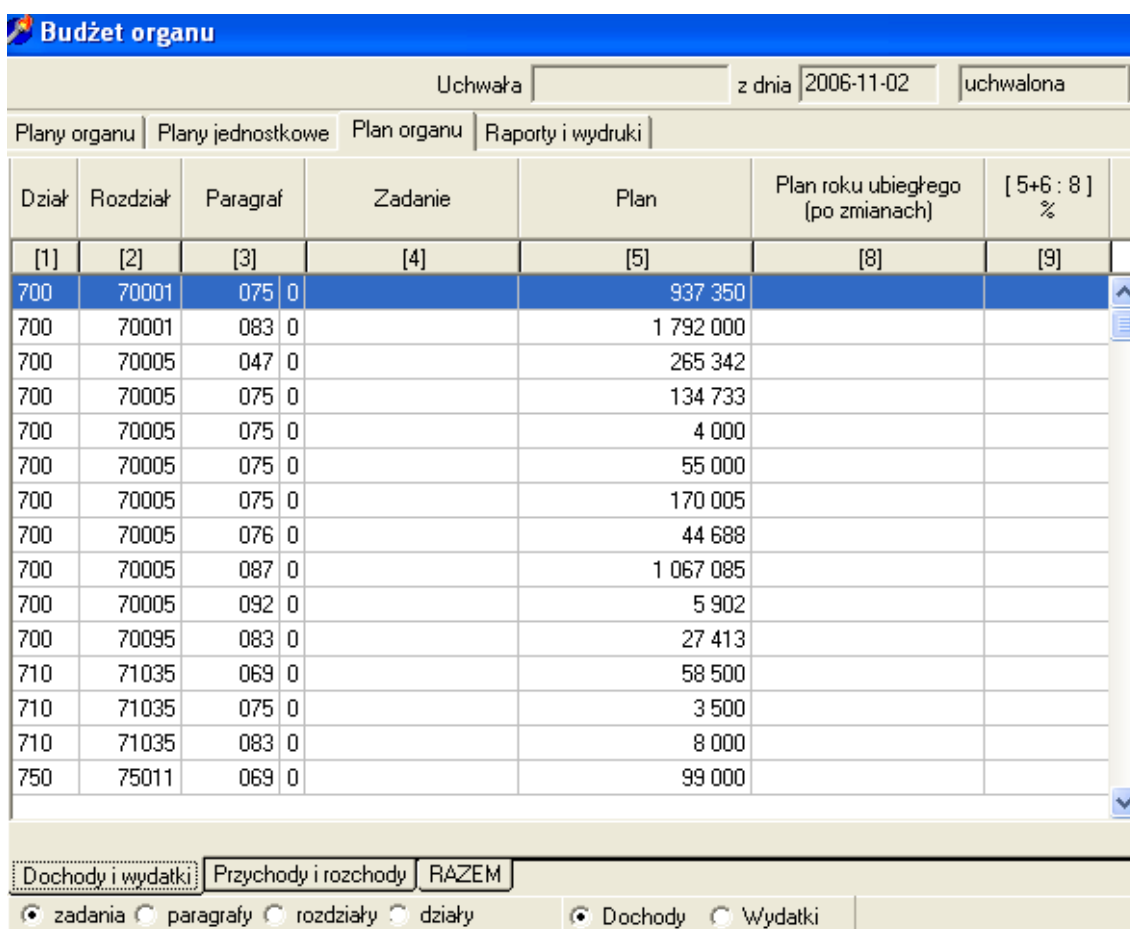 Budżet organu
Uchwała z dnia 2006-11-02 uchwalona
Plany organu Plany jednostkowe Plan organu Raporty i wydruki
Dział Rozdział Paragraf Zadanie Plan Plan roku ubiegłego (po zmianach) [ 5+6 : 8 ] %
[1] [2] [3] [4] [5] [8] [9]
700 70001 075 0 937 350
700 70001 083 0 1 792 000
700 70005 047 0 265 342
700 70005 075 0 134 733
700 70005 075 0 4 000
700 70005 075 0 55 000
700 70005 075 0 170 005
700 70005 076 0 44 688
700 70005 087 0 1 067 085
700 70005 092 0 5 902
700 70095 083 0 27 413
710 71035 069 0 58 500
710 71035 075 0 3 500
710 71035 083 0 8 000
750 75011 069 0 99 000
Dochody i wydatki Przychody i rozchody RAZEM
zadania paragrafy rozdziały działy Dochody Wydatki